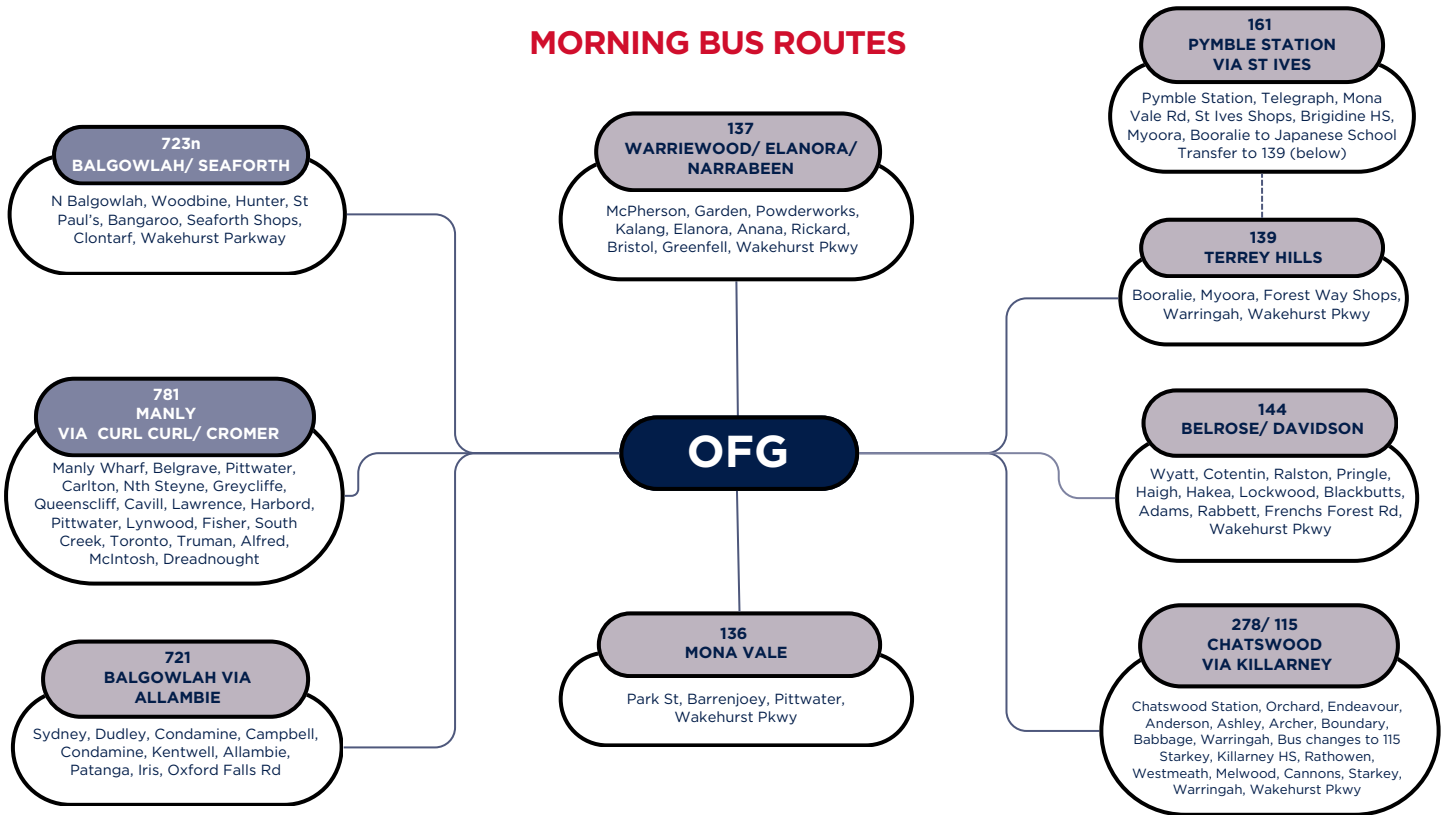 MORNING BUS ROUTES
161
PYMBLE STATION
VIA ST IVES
Pymble Station, Telegraph, Mona
Vale Rd, St Ives Shops, Brigidine HS,
Myoora, Booralie to Japanese School
Transfer to 139 (below)
723n
BALGOWLAH/ SEAFORTH
N Balgowlah, Woodbine, Hunter, St
Paul's, Bangaroo, Seaforth Shops,
Clontarf, Wakehurst Parkway
137
WARRIEWOOD/ ELANORA/
NARRABEEN
McPherson, Garden, Powderworks,
Kalang, Elanora, Anana, Rickard,
Bristol, Greenfell, Wakehurst Pkwy
139
TERREY HILLS
Booralie, Myoora, Forest Way Shops,
Warringah, Wakehurst Pkwy
781
MANLY
VIA CURL CURL/ CROMER
Manly Wharf, Belgrave, Pittwater,
Carlton, Nth Steyne, Greycliffe,
Queenscliff, Cavill, Lawrence, Harbord,
Pittwater, Lynwood, Fisher, South
Creek, Toronto, Truman, Alfred,
McIntosh, Dreadnought
OFG
144
BELROSE/ DAVIDSON
Wyatt, Cotentin, Ralston, Pringle,
Haigh, Hakea, Lockwood, Blackbutts,
Adams, Rabbett, Frenchs Forest Rd,
Wakehurst Pkwy
721
BALGOWLAH VIA
ALLAMBIE
Sydney, Dudley, Condamine, Campbell,
Condamine, Kentwell, Allambie,
Patanga, Iris, Oxford Falls Rd
136
MONA VALE
Park St, Barrenjoey, Pittwater,
Wakehurst Pkwy
278/ 115
CHATSWOOD
VIA KILLARNEY
Chatswood Station, Orchard, Endeavour,
Anderson, Ashley, Archer, Boundary,
Babbage, Warringah, Bus changes to 115
Starkey, Killarney HS, Rathowen,
Westmeath, Melwood, Cannons, Starkey,
Warringah, Wakehurst Pkwy